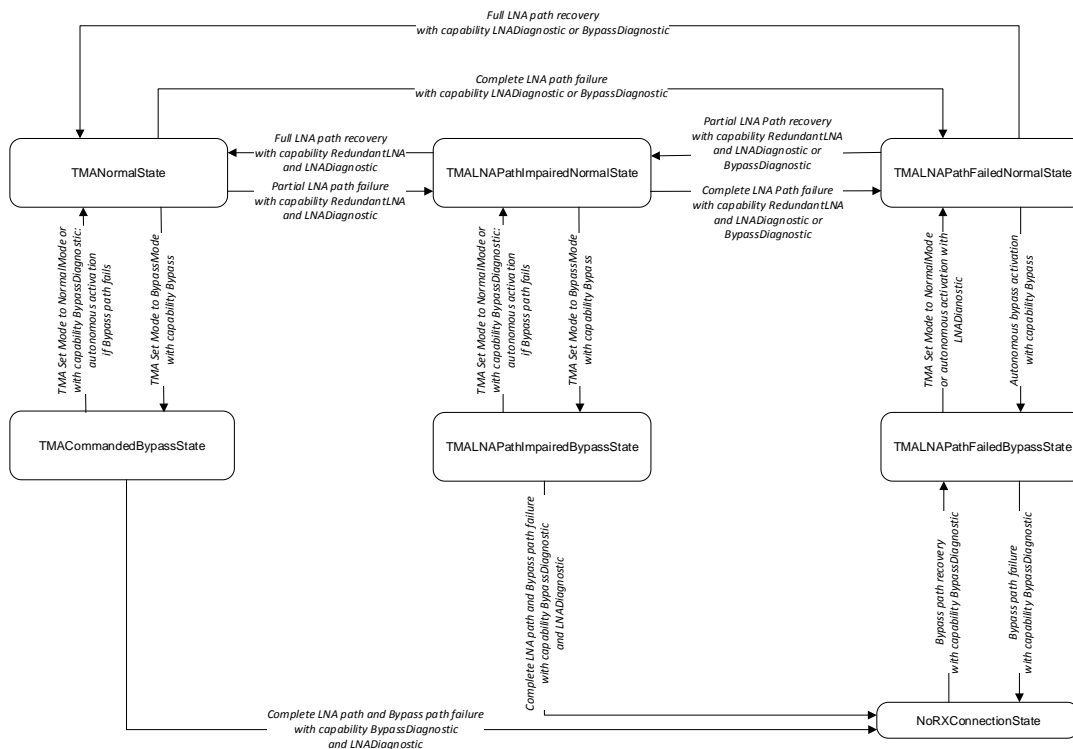 Full LNA path recovery
with capability LNADiagnostic or BypassDiagnostic
Complete LNA path failure
with capability LNADiagnostic or BypassDiagnostic
Partial LNA Path recovery
with capability RedundantLNA
and LNADiagnostic or
BypassDiagnostic
Full LNA path recovery
with capability RedundantLNA
and LNADiagnostic
TMANormalState
TMALNAPathImpairedNormalState
TMALNAPathFailedNormalState
Partial LNA path failure
with capability RedundantLNA
and LNADiagnostic
Complete LNA Path failure
with capability RedundantLNA
and LNADiagnostic or
BypassDiagnostic
TMA Set Mode to NormalMode or
with capability BypassDiagnostic:
autonomous activation
if Bypass path fails
TMA Set Mode to BypassMode
with capability Bypass
TMA Set Mode to NormalMode or
with capability BypassDiagnostic:
autonomous activation
if Bypass path fails
TMA Set Mode to BypassMode
with capability Bypass
TMA Set Mode to NormalMode
or autonomous activation with
LNADianostic
Autonomous bypass activation
with capability Bypass
TMACommandedBypassState
TMALNAPathImpairedBypassState
TMALNAPathFailedBypassState
Complete LNA path and Bypass path failure
with capability BypassDiagnostic
and LNADiagnostic
Bypass path recovery
with capability BypassDiagnostic
Bypass path failure
with capability BypassDiagnostic
Complete LNA path and Bypass path failure
with capability BypassDiagnostic
and LNADiagnostic
NoRXConnectionState